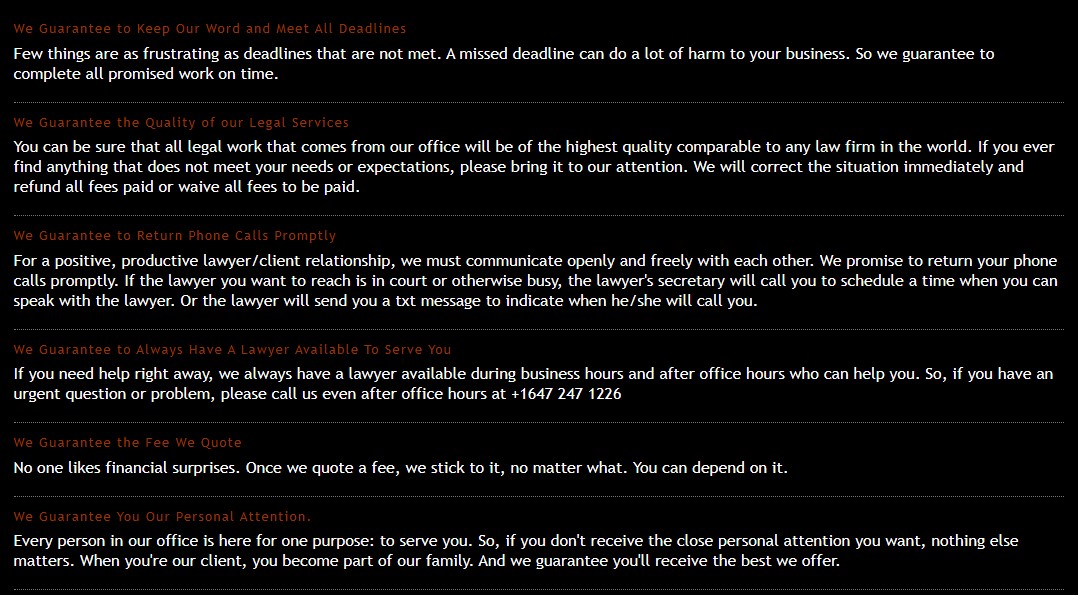 We Guarantee to Keep Our Word and Meet All Deadlines
Few things are as frustrating as deadlines that are not met. A missed deadline can do a lot of harm to your business. So we guarantee to
complete all promised work on time.
We Guarantee the Quality of our Legal Services
You can be sure that all legal work that comes from our office will be of the highest quality comparable to any law firm in the world. If you ever
find anything that does not meet your needs or expectations, please bring it to our attention. We will correct the situation immediately and
refund all fees paid or waive all fees to be paid.
We Guarantee to Return Phone Calls Promptly
For a positive, productive lawyer/client relationship, we must communicate openly and freely with each other. We promise to return your phone
calls promptly. If the lawyer you want to reach is in court or otherwise busy, the lawyer's secretary will call you to schedule a time when you can
speak with the lawyer. Or the lawyer will send you a txt message to indicate when he/she will call you.
We Guarantee to Always Have A Lawyer Available To Serve You
If you need help right away, we always have a lawyer available during business hours and after office hours who can help you. So, if you have an
urgent question or problem, please call us even after office hours at +1647 247 1226
We Guarantee the Fee We Quote
No one likes financial surprises. Once we quote a fee, we stick to it, no matter what. You can depend on it.
We Guarantee You Our Personal Attention.
Every person in our office is here for one purpose: to serve you. So, if you don't receive the close personal attention you want, nothing else
matters. When you're our client, you become part of our family. And we guarantee you'll receive the best we offer.